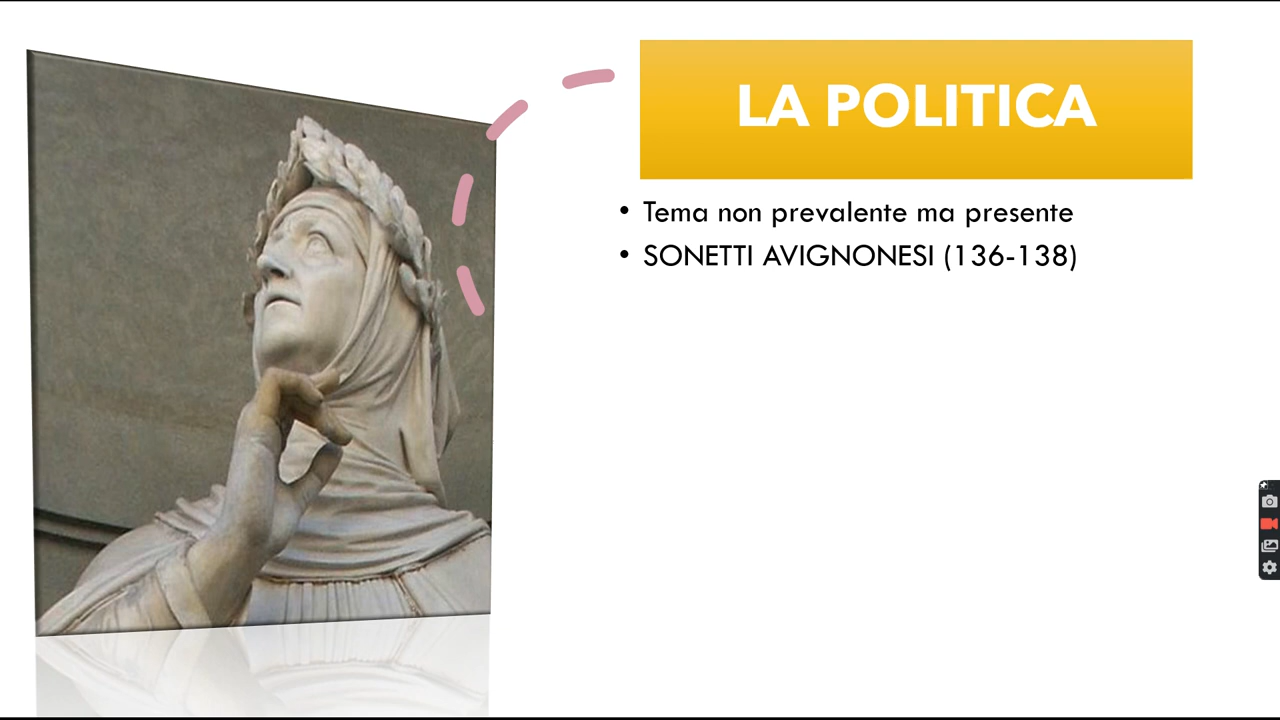 LA POLITICA
• Tema non prevalente ma presente
• SONETTI AVIGNONESI (136-138)